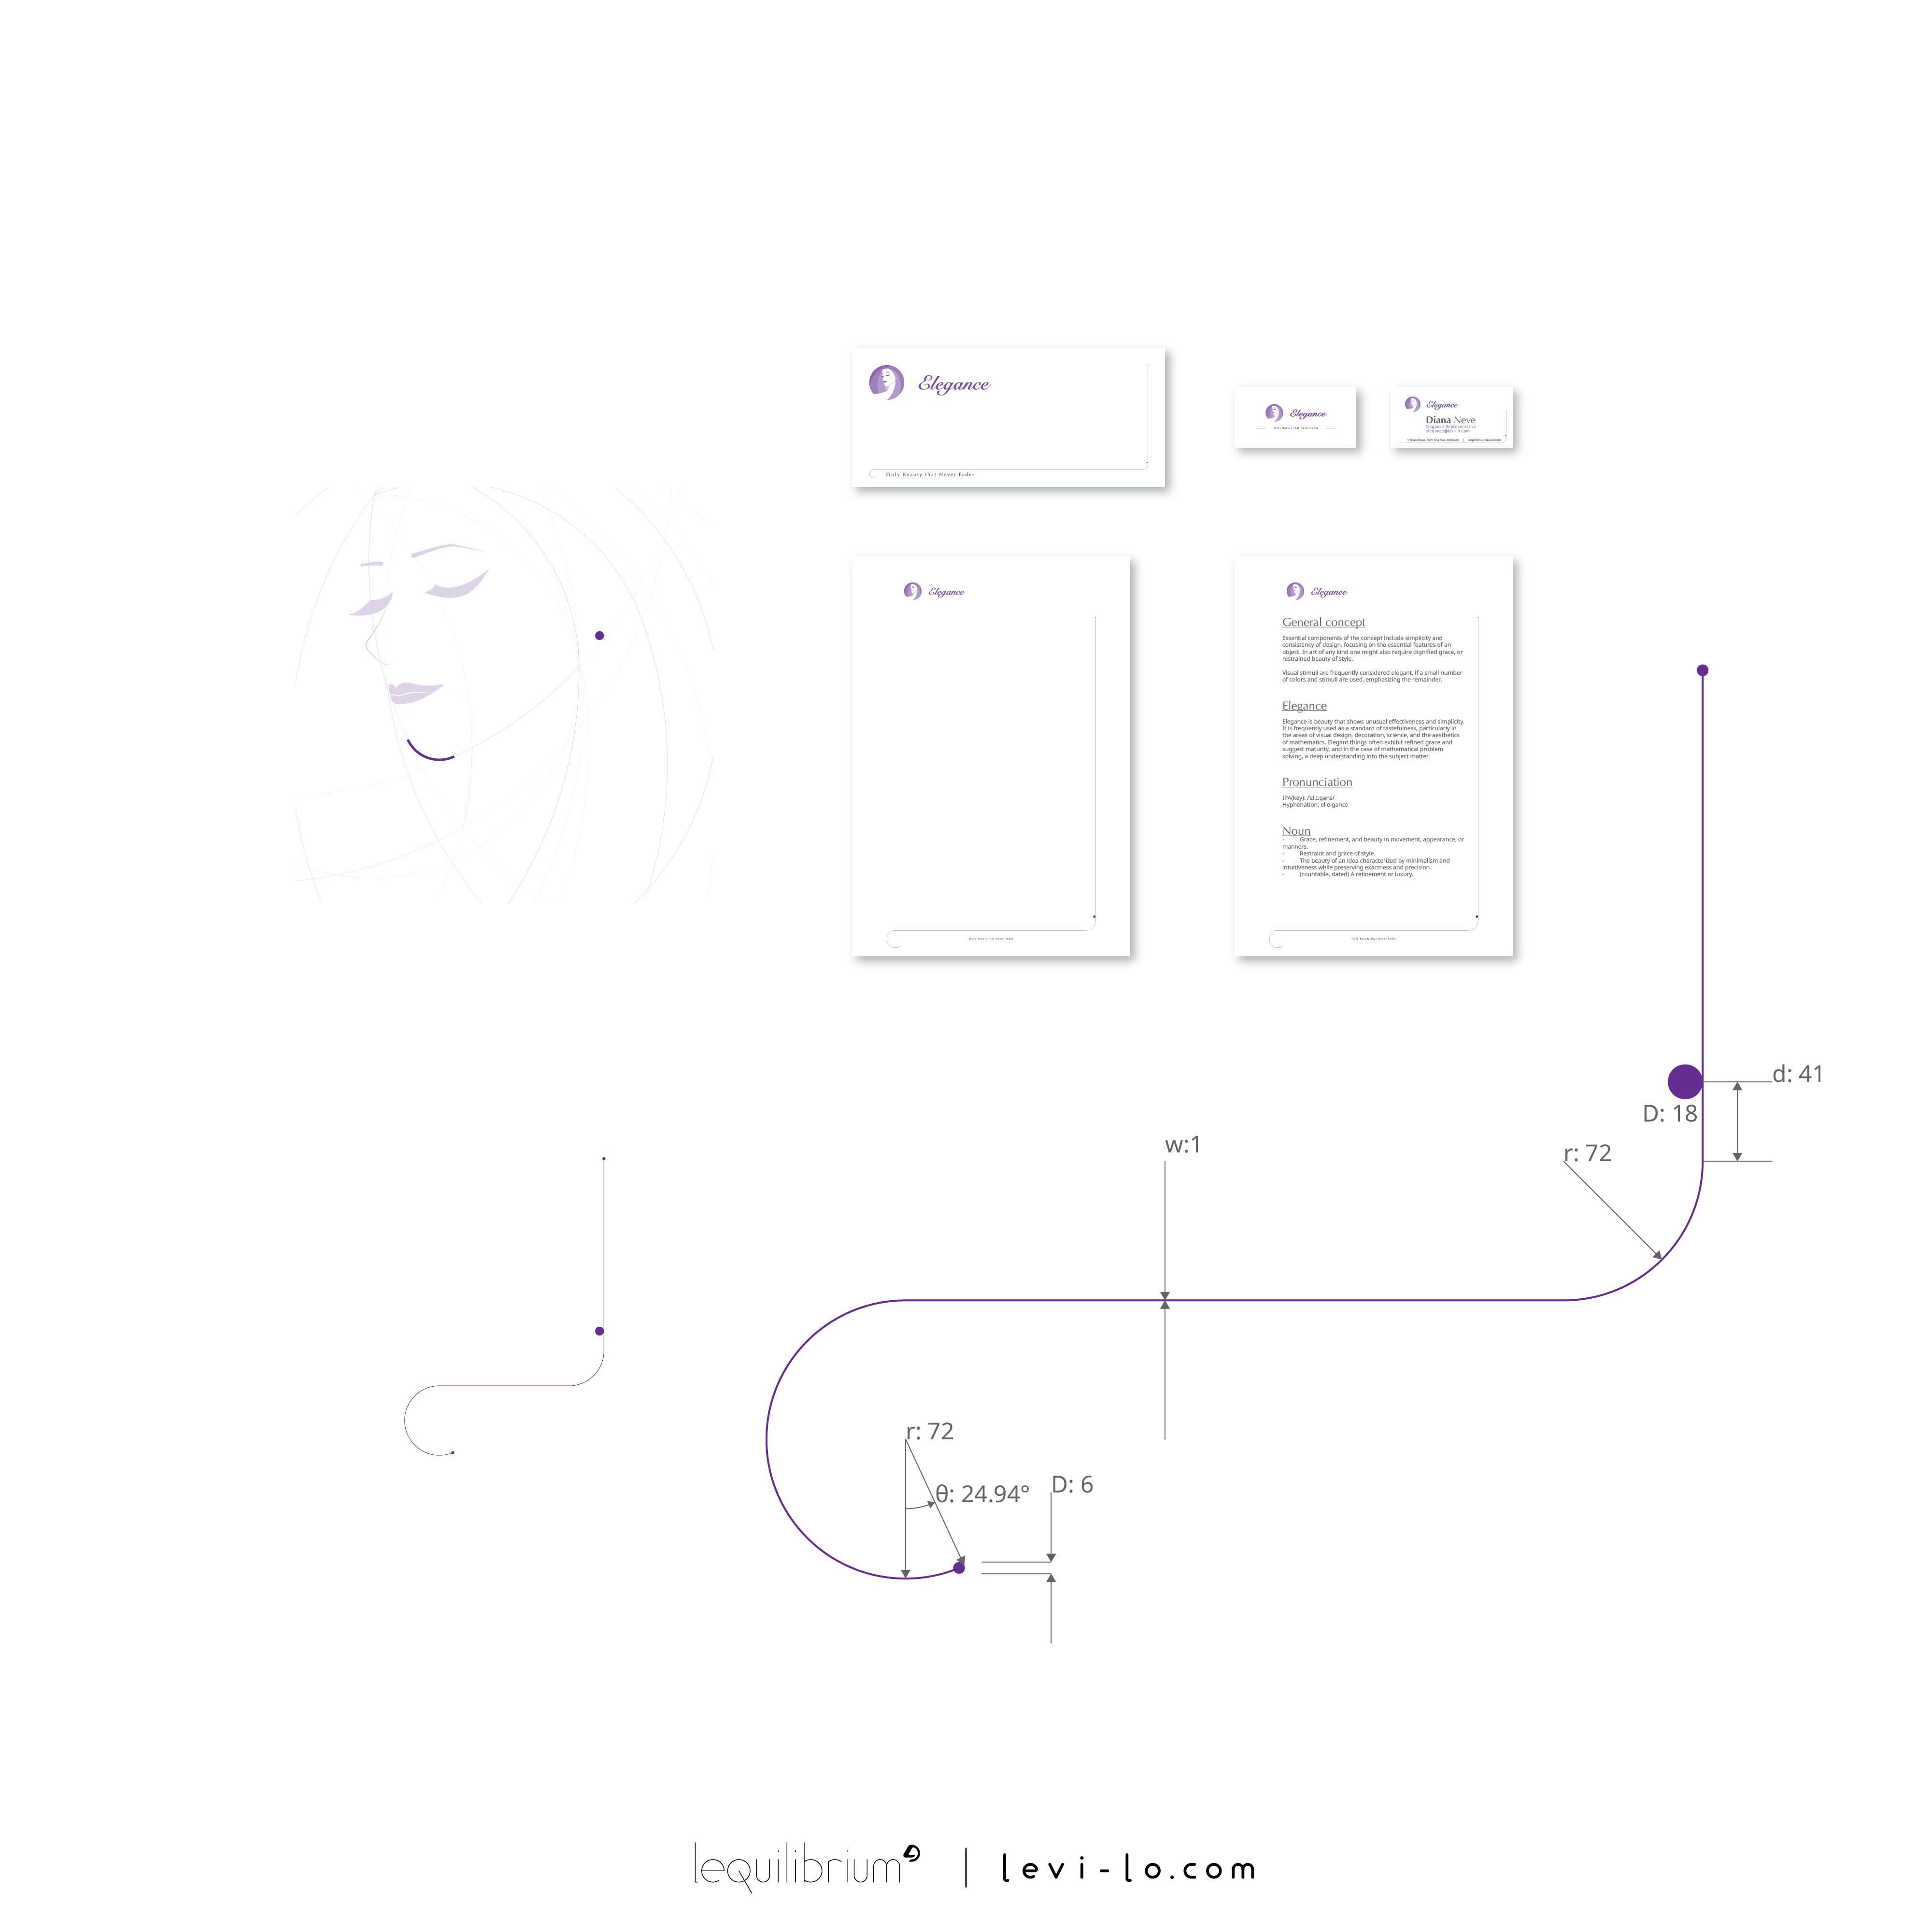 Elegance
Only Beauty that Never Fades
Elegance
Only Beauty that Never Fades
Elegance
Diana Neve
Elegance Representative
Elegance
Only Beauty that Never Fades
Elegance
General concept
Essential components of the concept include simplicity and
consistency of design, focusing on the essential features of an
object. In art of any kind one might also require dignified grace, or
restrained beauty of style.
Visual stimuli are frequently considered elegant, if a small number
of colors and stimuli are used, emphasizing the remainder.
Elegance
Elegance is beauty that shows unusual effectiveness and simplicity.
It is frequently used as a standard of tastefulness, particularly in
the areas of visual design, decoration, science, and the aesthetics
of mathematics. Elegant things often exhibit refined grace and
suggest maturity, and in the case of mathematical problem
solving, a deep understanding into the subject matter.
Pronunciation
IPA(key): /ˈɛl.ɪ.ɡəns/
Hyphenation: el‧e‧gance
Noun
- Grace, refinement, and beauty in movement, appearance, or
manners.
- Restraint and grace of style.
- The beauty of an idea characterized by minimalism and
intuitiveness while preserving exactness and precision.
- (countable, dated) A refinement or luxury.
Only Beauty that Never Fades
d: 41
D: 18
w:1
r: 72
r: 72
θ: 24.94°
D: 6
lequilibrium | levi-lo.com